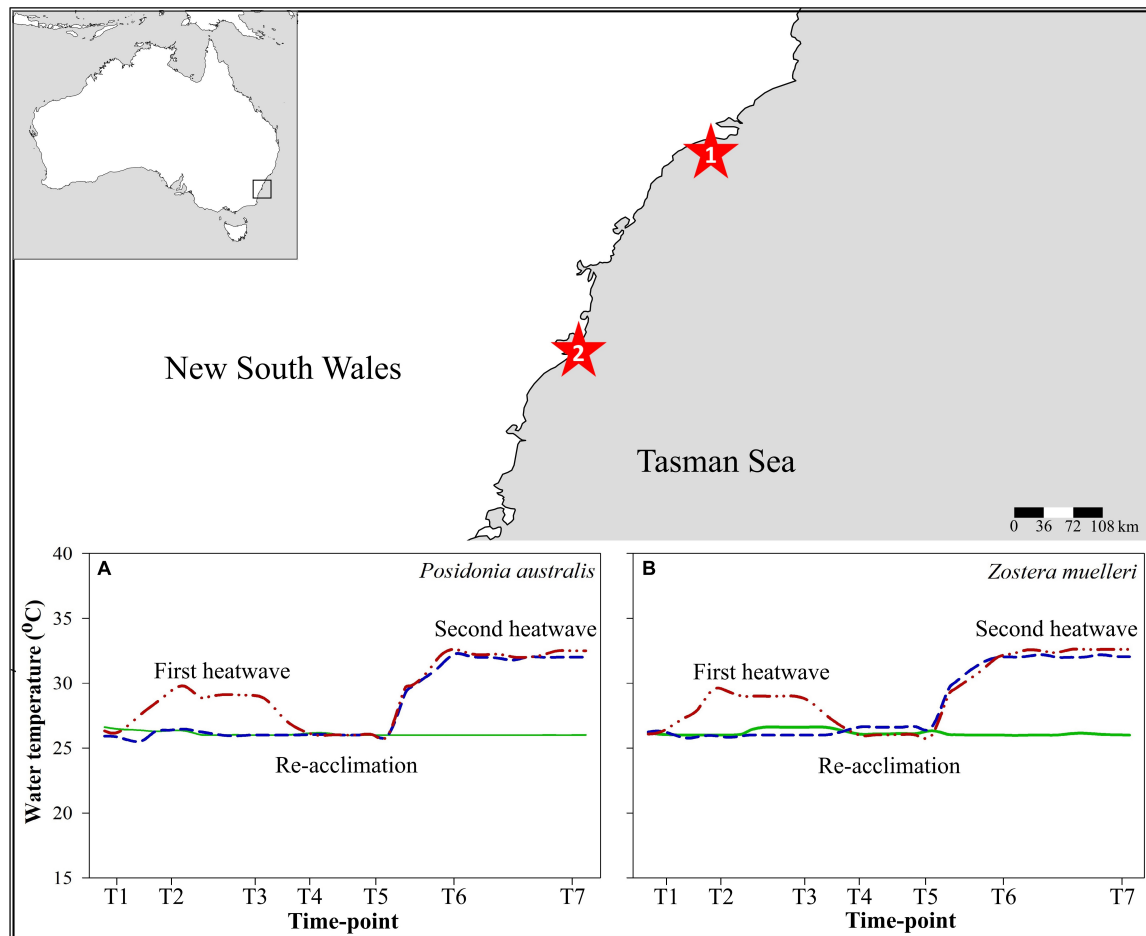 1
2
New South Wales
Tasman Sea
0 36 72 108 km
A
Posidonia australis
B
Zostera muelleri
Water temperature (⁰C)
40
35
30
25
20
15
First heatwave
Second heatwave
Re-acclimation
First heatwave
Second heatwave
Re-acclimation
T1 T2 T3 T4 T5 T6 T7
Time-point
T1 T2 T3 T4 T5 T6 T7
Time-point